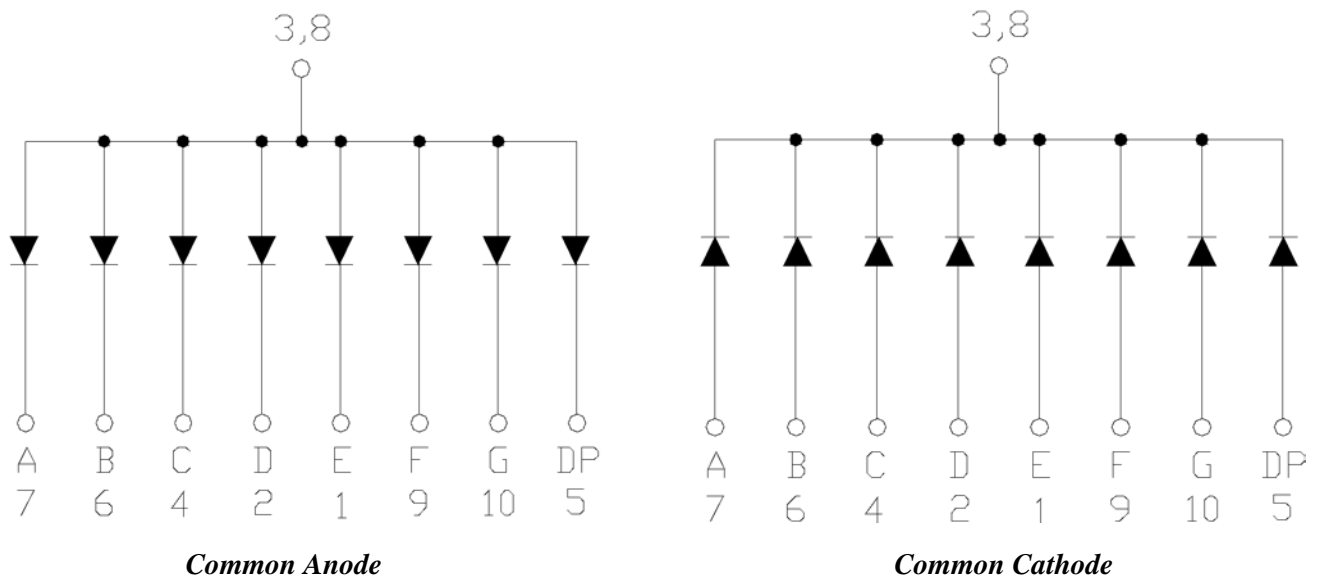 3,8 3,8
A B C D E F G DP A B C D E F G DP
7 6 4 2 1 9 10 5 7 6 4 2 1 9 10 5
Common Anode Common Cathode